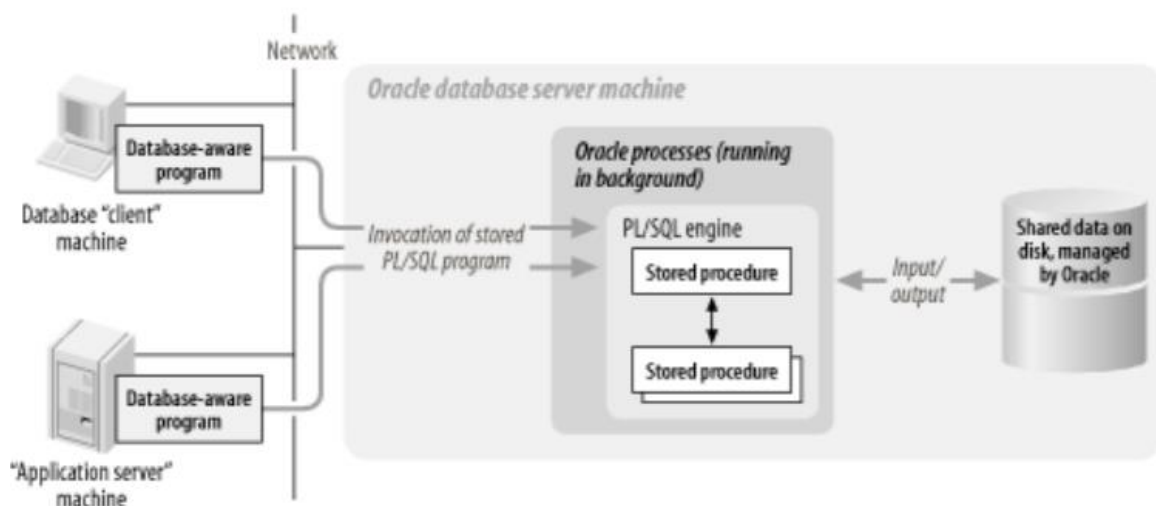 Network
Oracle database server machine
Database-aware
program
Database "client"
machine
Oracle processes (running
in background)
Invocation of stored
PL/SQL program
PL/SQL engine
Stored procedure
Stored procedure
Input/
output
Shared data on
disk, managed
by Oracle
Database-aware
program
"Application server"
machine